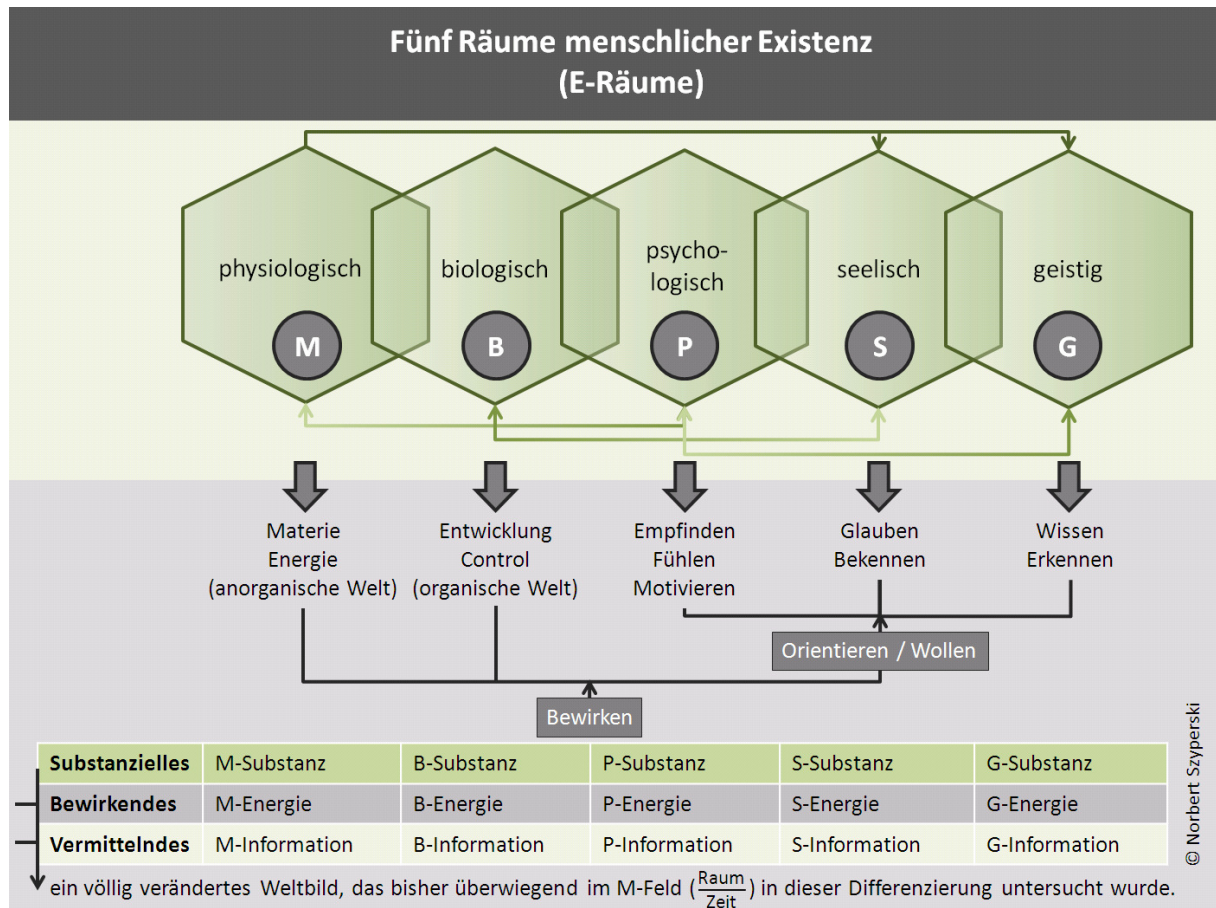 Fünf Räume menschlicher Existenz
(E-Räume)
physiologisch
biologisch
psycho-
logisch
seelisch
geistig
M
B
P
S
G
Materie
Energie
(anorganische Welt)
Entwicklung
Control
(organische Welt)
Empfinden
Fühlen
Motivieren
Glauben
Bekennen
Wissen
Erkennen
Orientieren / Wollen
Bewirken
Substanzielles M-Substanz B-Substanz P-Substanz S-Substanz G-Substanz
Bewirkendes M-Energie B-Energie P-Energie S-Energie G-Energie
Vermittelndes M-Information B-Information P-Information S-Information G-Information
ein völlig verändertes Weltbild, das bisher überwiegend im M-Feld (Raum/Zeit) in dieser Differenzierung untersucht wurde.
© Norbert Szyperski